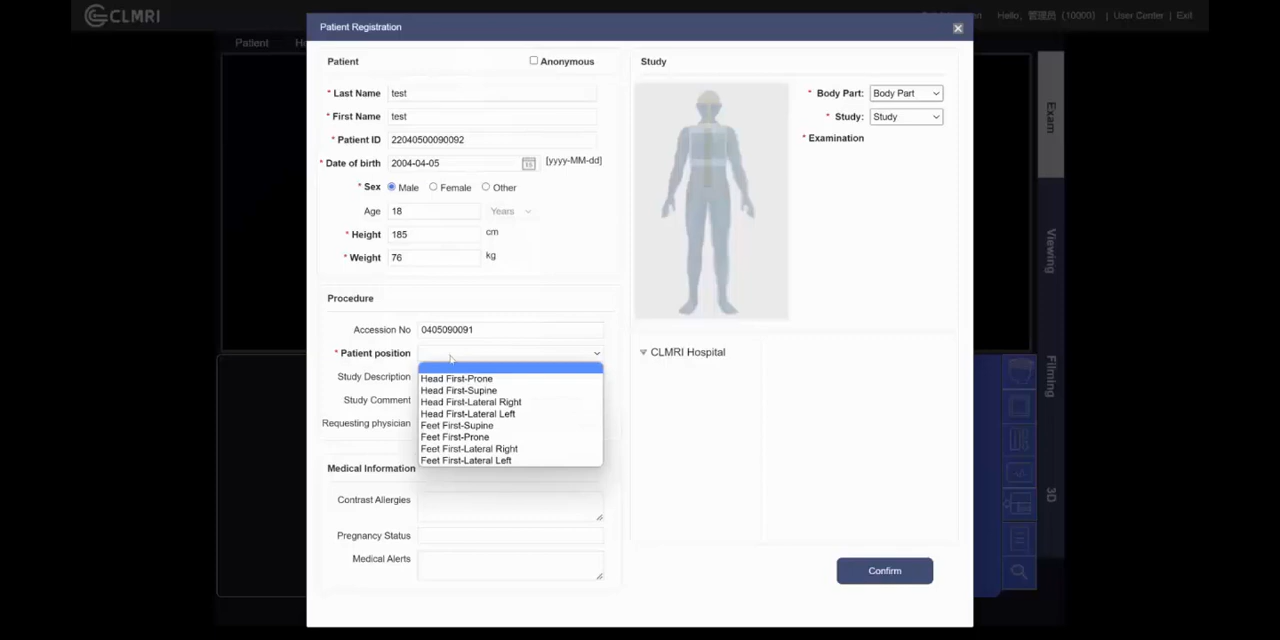 CLMRI
Hello, 管理员 (10000) | User Center | Exit
Patient
Patient Registration
Patient
Anonymous
* Last Name test
* First Name test
* Patient ID 22040500090092
* Date of birth 2004-04-05 [yyyy-MM-dd]
* Sex Male Female Other
Age 18 Years
* Height 185 cm
* Weight 76 kg
Procedure
Accession No 0405090091
* Patient position
Head First-Prone
Head First-Supine
Head First-Lateral Right
Head First-Lateral Left
Feet First-Supine
Feet First-Prone
Feet First-Lateral Right
Feet First-Lateral Left
Study Description
Study Comment
Requesting physician
Medical Information
Contrast Allergies
Pregnancy Status
Medical Alerts
Study
* Body Part: Body Part
* Study: Study
* Examination
CLMRI Hospital
Confirm
Exam
Viewing
Filming
3D